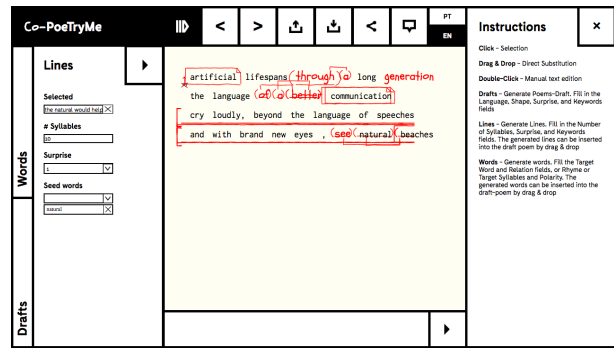 Co-PoeTryMe
PT
EN
Instructions
Lines
Selected
the natural would help
# Syllables
10
Surprise
1
Seed words
natural
Words
Drafts
artificial lifespans (through) (a) long generation
the language (of) (a) (better) communication
cry loudly, beyond the language of speeches
and with brand new eyes , (see) (natural) beaches
Click - Selection
Drag & Drop - Direct Substitution
Double-Click - Manual text edition
Drafts - Generate Poems-Draft. Fill in the
Language, Shape, Surprise, and Keywords
fields
Lines - Generate Lines. Fill in the Number
of Syllables, Surprise, and Keywords
fields. The generated lines can be inserted
into the draft poem by drag & drop
Words - Generate words. Fill the Target
Word and Relation fields, or Rhyme or
Target Syllables and Polarity. The
generated words can be inserted into the
draft-poem by drag & drop